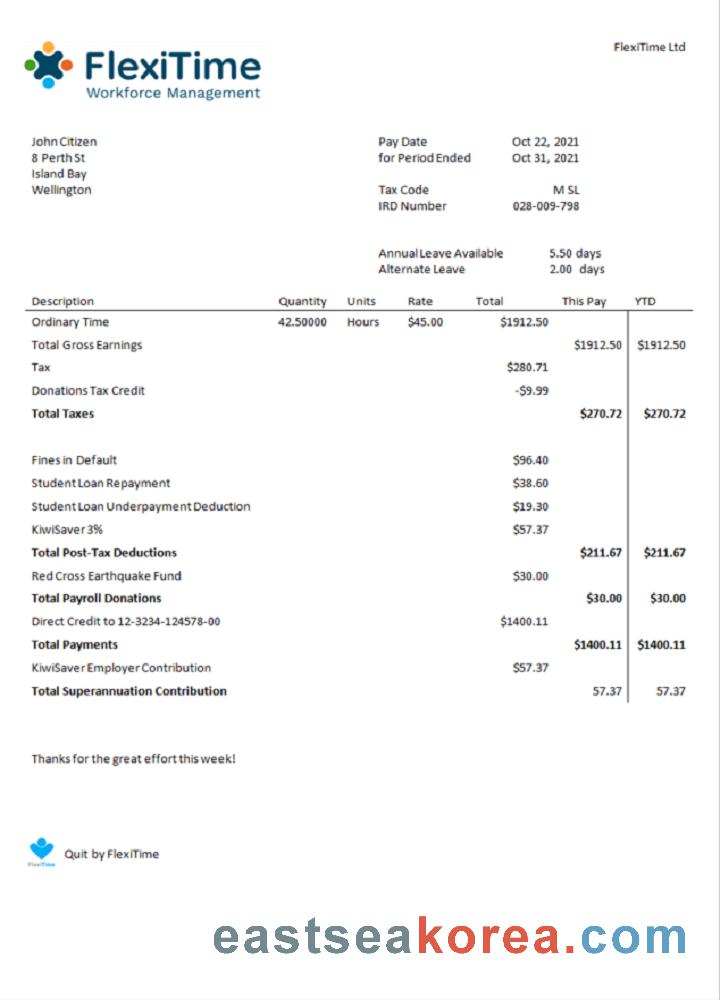 FlexiTime Ltd
FlexiTime
Workforce Management
John Citizen
8 Perth St
Island Bay
Wellington
Pay Date Oct 22, 2021
for Period Ended Oct 31, 2021
Tax Code M SL
IRD Number 028-009-798
Annual Leave Available 5.50 days
Alternate Leave 2.00 days
Description Quantity Units Rate Total This Pay YTD
Ordinary Time 42.50000 Hours $45.00 $1912.50
Total Gross Earnings $1912.50 $1912.50
Tax $280.71
Donations Tax Credit -$9.99
Total Taxes $270.72 $270.72
Fines in Default $96.40
Student Loan Repayment $38.60
Student Loan Underpayment Deduction $19.30
KiwiSaver 3% $57.37
Total Post-Tax Deductions $211.67 $211.67
Red Cross Earthquake Fund $30.00
Total Payroll Donations $30.00 $30.00
Direct Credit to 12-3234-124578-00 $1400.11
Total Payments $1400.11 $1400.11
KiwiSaver Employer Contribution $57.37
Total Superannuation Contribution 57.37 57.37
Thanks for the great effort this week!
FlexiTime
Quit by FlexiTime
eastseakorea.com